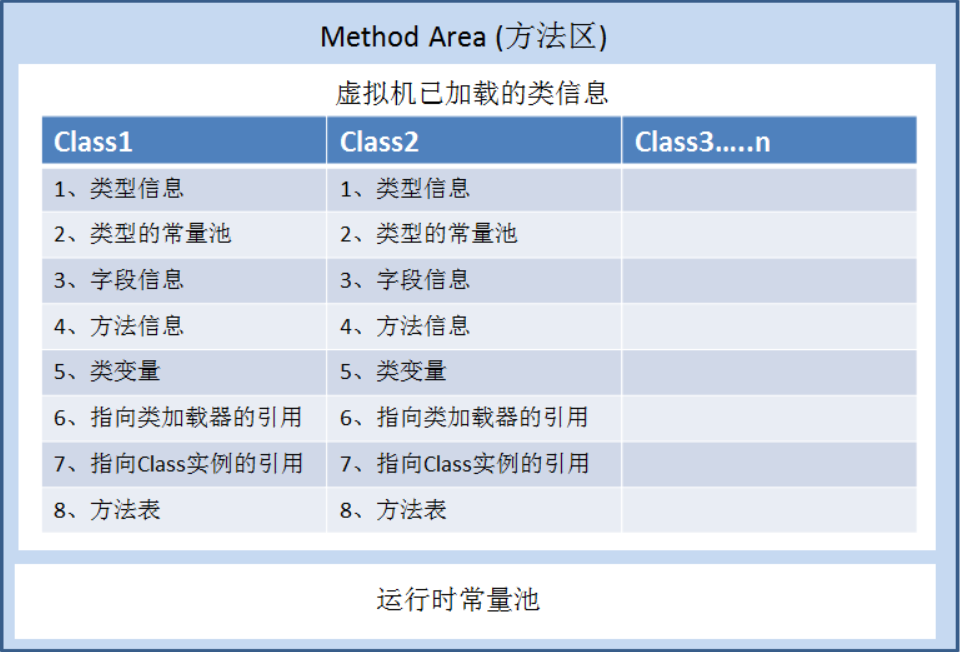 Method Area (方法区)
虚拟机已加载的类信息
Class1 Class2 Class3.....n
1、类型信息 1、类型信息
2、类型的常量池 2、类型的常量池
3、字段信息 3、字段信息
4、方法信息 4、方法信息
5、类变量 5、类变量
6、指向类加载器的引用 6、指向类加载器的引用
7、指向Class实例的引用 7、指向Class实例的引用
8、方法表 8、方法表
运行时常量池